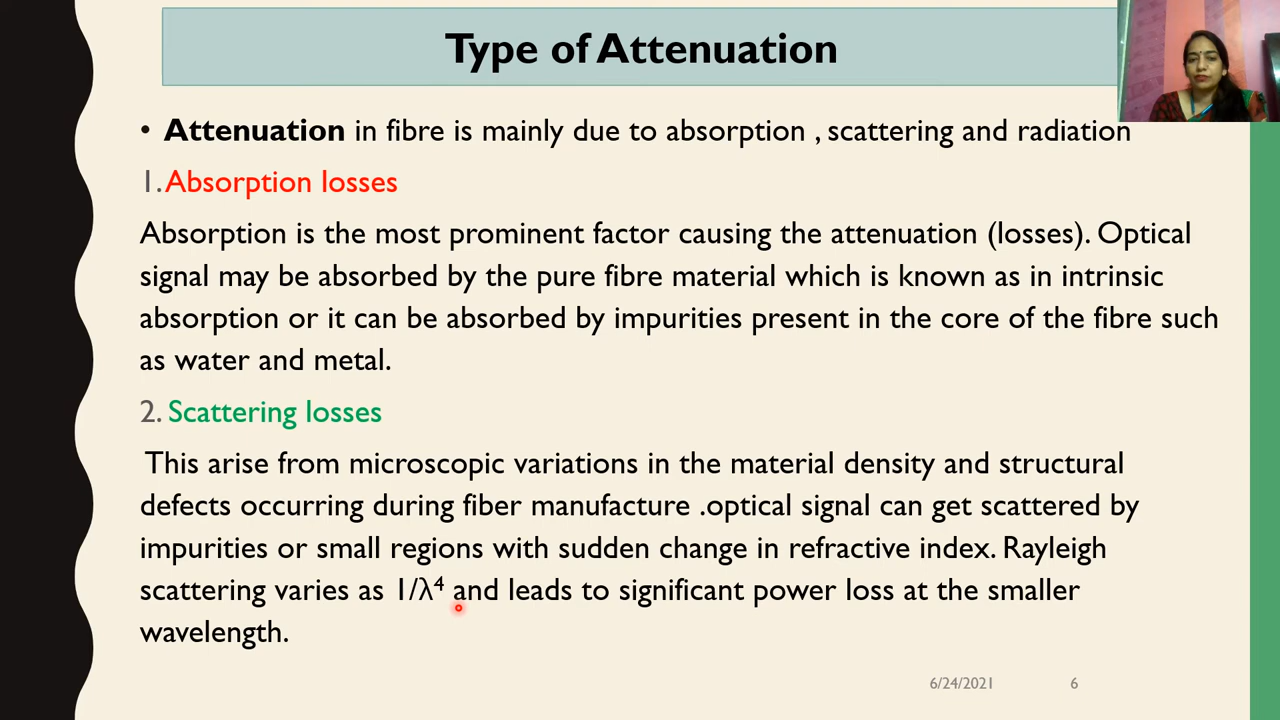 Type of Attenuation
• Attenuation in fibre is mainly due to absorption , scattering and radiation
1. Absorption losses
Absorption is the most prominent factor causing the attenuation (losses). Optical
signal may be absorbed by the pure fibre material which is known as in intrinsic
absorption or it can be absorbed by impurities present in the core of the fibre such
as water and metal.
2. Scattering losses
This arise from microscopic variations in the material density and structural
defects occurring during fiber manufacture .optical signal can get scattered by
impurities or small regions with sudden change in refractive index. Rayleigh
scattering varies as 1/λ⁴ and leads to significant power loss at the smaller
wavelength.
6/24/2021 6